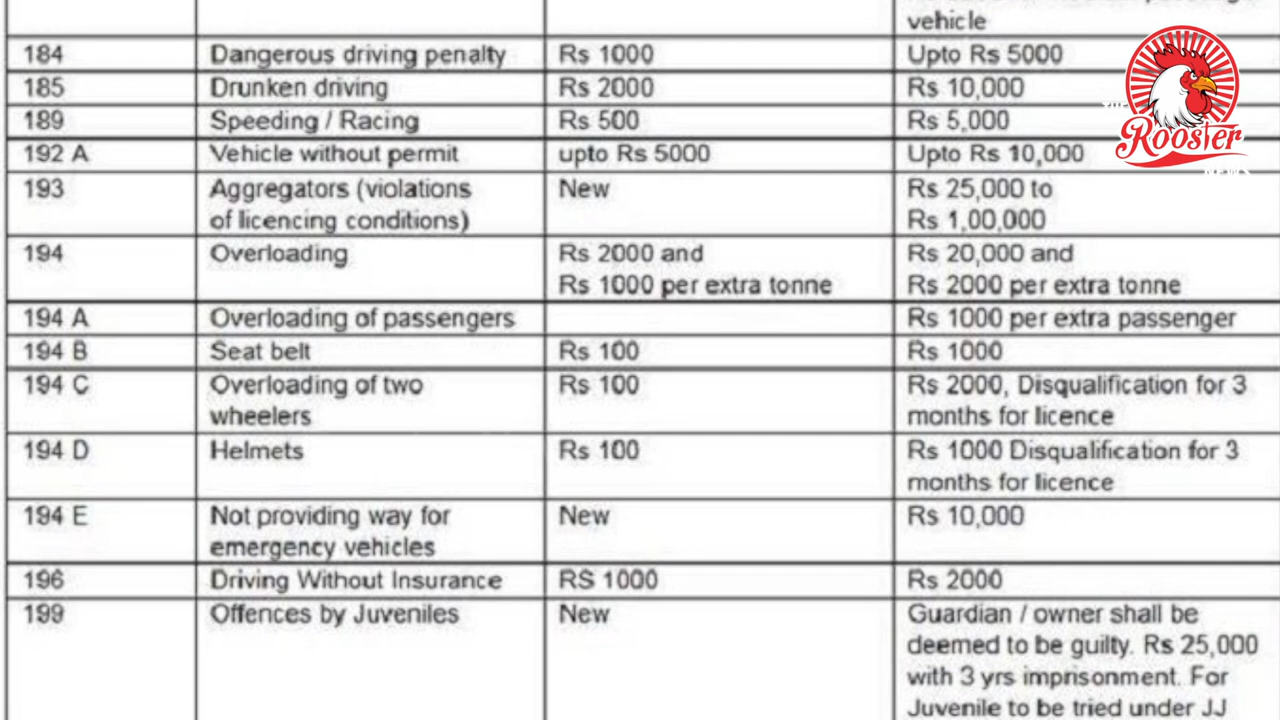 vehicle
184 Dangerous driving penalty Rs 1000 Upto Rs 5000
185 Drunken driving Rs 2000 Rs 10,000
189 Speeding / Racing Rs 500 Rs 5,000
192 A Vehicle without permit upto Rs 5000 Upto Rs 10,000
193 Aggregators (violations New Rs 25,000 to
of licencing conditions) Rs 1,00,000
194 Overloading Rs 2000 and Rs 20,000 and
Rs 1000 per extra tonne Rs 2000 per extra tonne
194 A Overloading of passengers Rs 1000 per extra passenger
194 B Seat belt Rs 100 Rs 1000
194 C Overloading of two Rs 100 Rs 2000, Disqualification for 3
wheelers months for licence
194 D Helmets Rs 100 Rs 1000 Disqualification for 3
months for licence
194 E Not providing way for New Rs 10,000
emergency vehicles
196 Driving Without Insurance RS 1000 Rs 2000
199 Offences by Juveniles New Guardian / owner shall be
deemed to be guilty. Rs 25,000
with 3 yrs imprisonment. For
Juvenile to be tried under JJ
THE
Rooster
NEWS